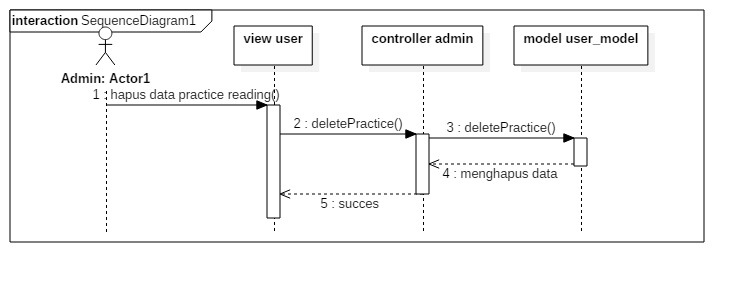 interaction SequenceDiagram1
view user
controller admin
model user_model
Admin: Actor1
1 : hapus data practice reading()
2 : deletePractice()
3 : deletePractice()
4 : menghapus data
5 : succes